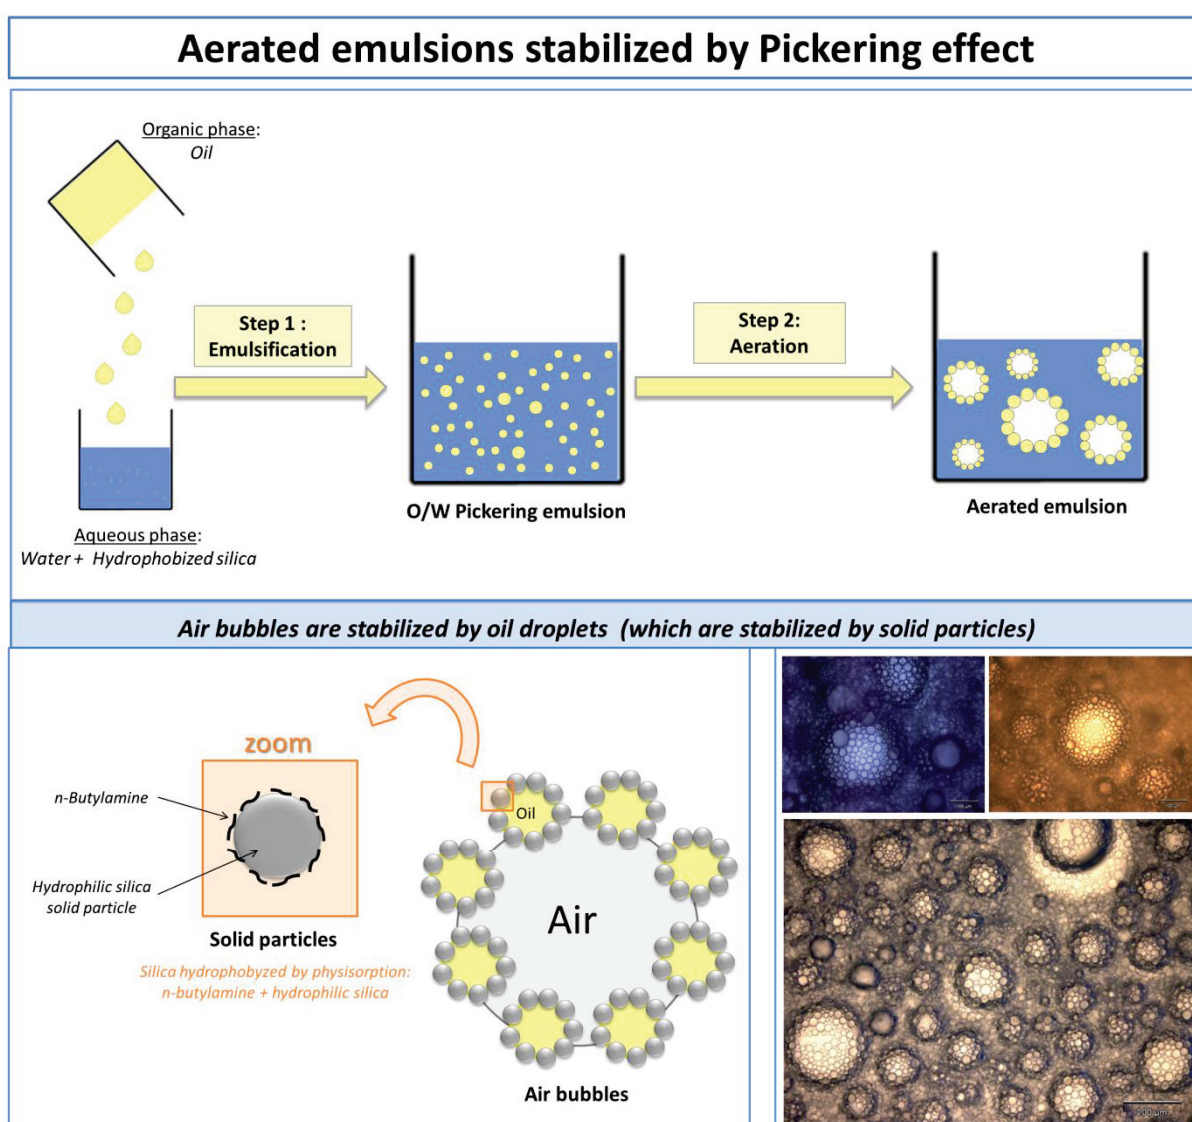 Aerated emulsions stabilized by Pickering effect
Organic phase:
Oil
Step 1 :
Emulsification
Step 2:
Aeration
O/W Pickering emulsion
Aerated emulsion
Aqueous phase:
Water + Hydrophobized silica
Air bubbles are stabilized by oil droplets (which are stabilized by solid particles)
zoom
n-Butylamine
Hydrophilic silica
solid particle
Solid particles
Silica hydrophobyzed by physisorption:
n-butylamine + hydrophilic silica
Oil
Air
Air bubbles
200 µm